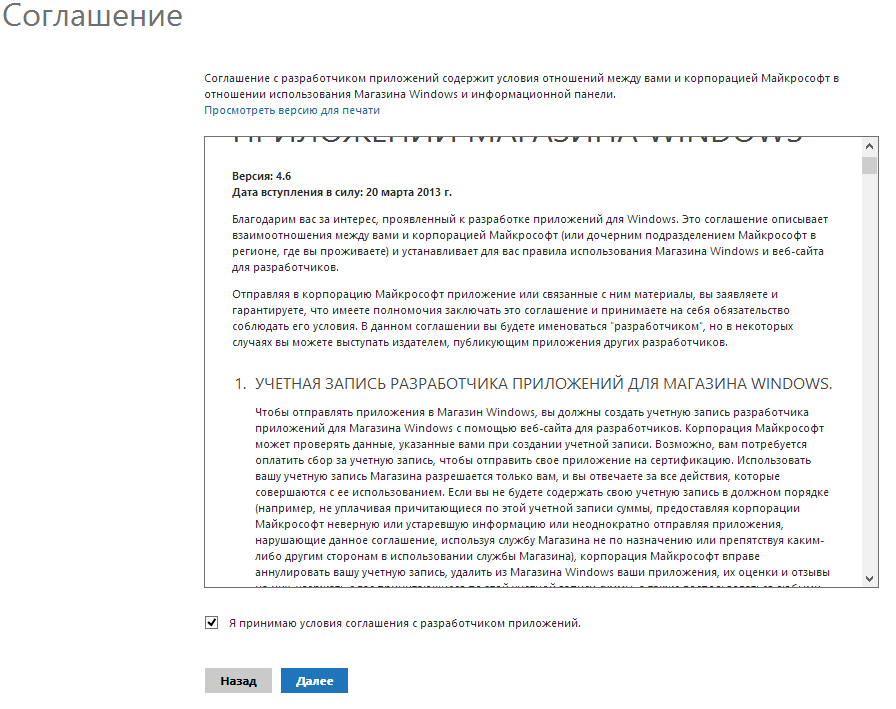 Соглашение
Соглашение с разработчиком приложений содержит условия отношений между вами и корпорацией Майкрософт в
отношении использования Магазина Windows и информационной панели.
Просмотреть версию для печати
ПРИЛОЖЕНИЙ МАГАЗИНА WINDOWS
Версия: 4.6
Дата вступления в силу: 20 марта 2013 г.
Благодарим вас за интерес, проявленный к разработке приложений для Windows. Это соглашение описывает
взаимоотношения между вами и корпорацией Майкрософт (или дочерним подразделением Майкрософт в
регионе, где вы проживаете) и устанавливает для вас правила использования Магазина Windows и веб-сайта
для разработчиков.
Отправляя в корпорацию Майкрософт приложение или связанные с ним материалы, вы заявляете и
гарантируете, что имеете полномочия заключать это соглашение и принимаете на себя обязательство
соблюдать его условия. В данном соглашении вы будете именоваться "разработчиком", но в некоторых
случаях вы можете выступать издателем, публикующим приложения других разработчиков.
1. УЧЕТНАЯ ЗАПИСЬ РАЗРАБОТЧИКА ПРИЛОЖЕНИЙ ДЛЯ МАГАЗИНА WINDOWS.
Чтобы отправлять приложения в Магазин Windows, вы должны создать учетную запись разработчика
приложений для Магазина Windows с помощью веб-сайта для разработчиков. Корпорация Майкрософт
может проверять данные, указанные вами при создании учетной записи. Возможно, вам потребуется
оплатить сбор за учетную запись, чтобы отправить свое приложение на сертификацию. Использовать
вашу учетную запись Магазина разрешается только вам, и вы отвечаете за все действия, которые
совершаются с ее использованием. Если вы не будете содержать свою учетную запись в должном порядке
(например, не уплачивая причитающиеся по этой учетной записи суммы, предоставляя корпорации
Майкрософт неверную или устаревшую информацию или неоднократно отправляя приложения,
нарушающие данное соглашение, используя службу Магазина не по назначению или препятствуя каким-
либо другим сторонам в использовании службы Магазина), корпорация Майкрософт вправе
аннулировать вашу учетную запись, удалить из Магазина Windows ваши приложения, их оценки и отзывы
Я принимаю условия соглашения с разработчиком приложений.
Назад
Далее